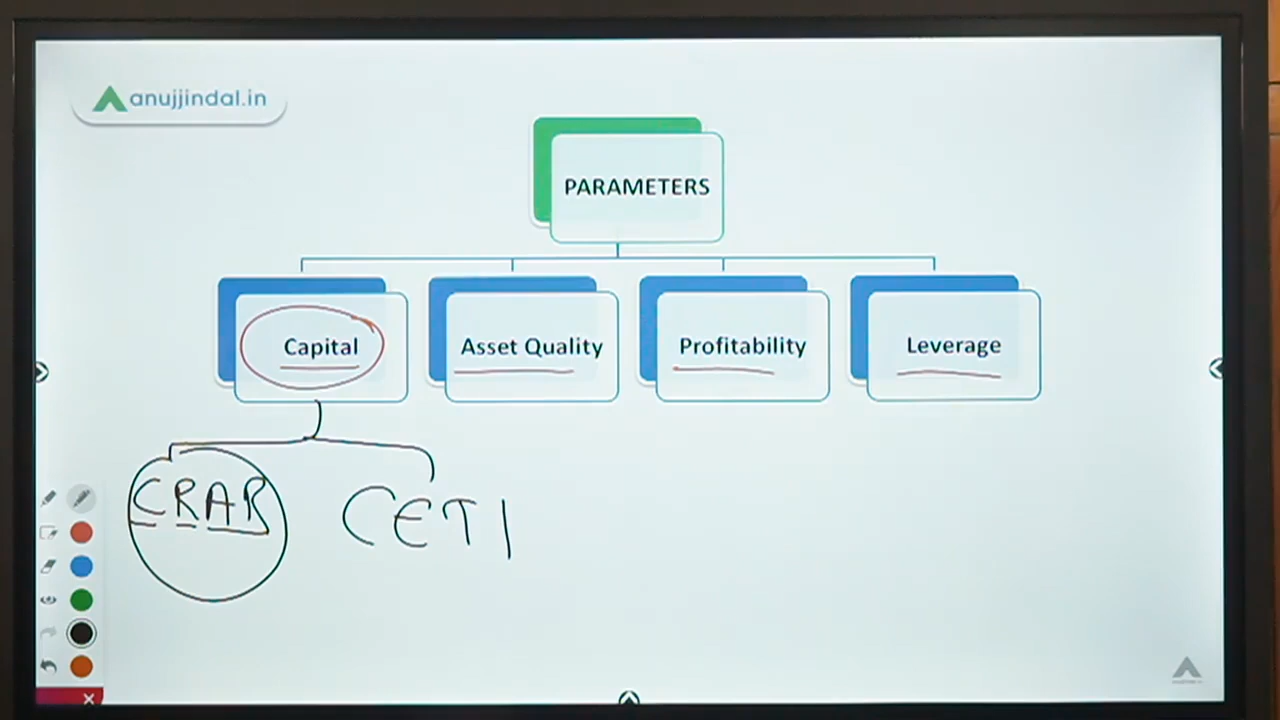 anujjindal.in
PARAMETERS
Capital
Asset Quality
Profitability
Leverage
CRAR
CET1